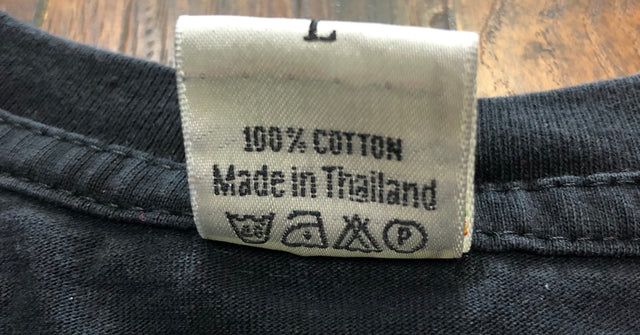 L
100% COTTON
Made in Thailand
P